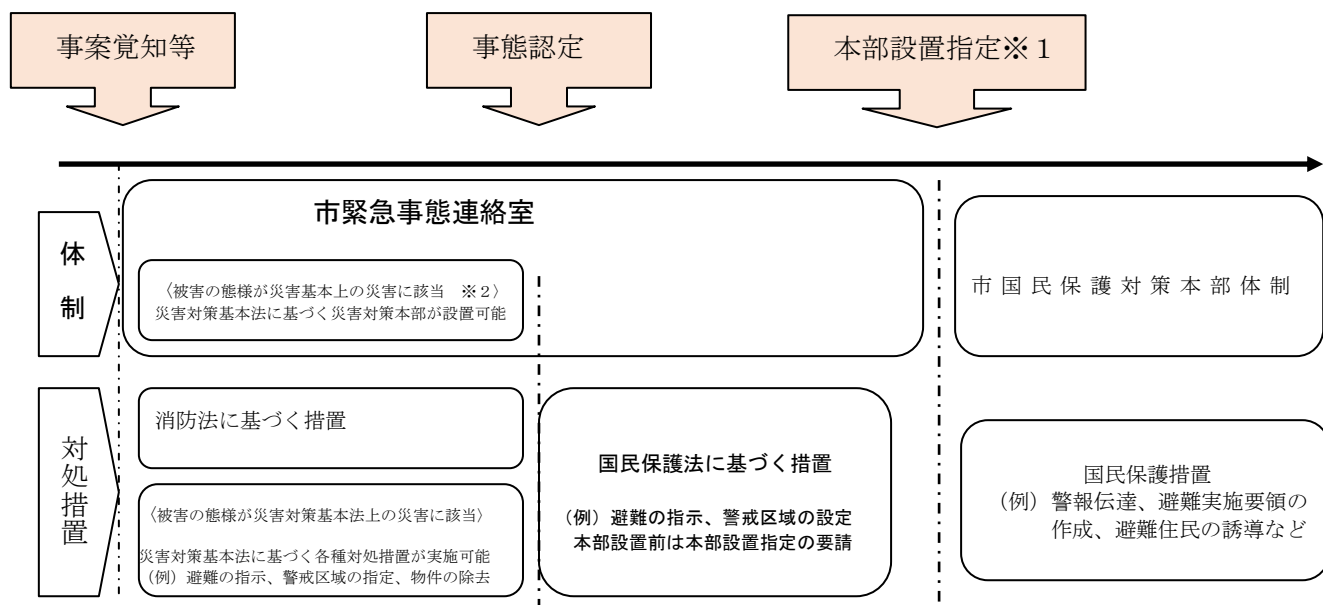 事案覚知等
事態認定
本部設置指定※１
体制
市緊急事態連絡室
〈被害の態様が災害基本上の災害に該当　※２〉
災害対策基本法に基づく災害対策本部が設置可能
市国民保護対策本部体制
対処措置
消防法に基づく措置
〈被害の態様が災害対策基本法上の災害に該当〉
災害対策基本法に基づく各種対処措置が実施可能
（例）避難の指示、警戒区域の指定、物件の除去
国民保護法に基づく措置
（例）避難の指示、警戒区域の設定
本部設置前は本部設置指定の要請
国民保護措置
（例）警報伝達、避難実施要領の
作成、避難住民の誘導など